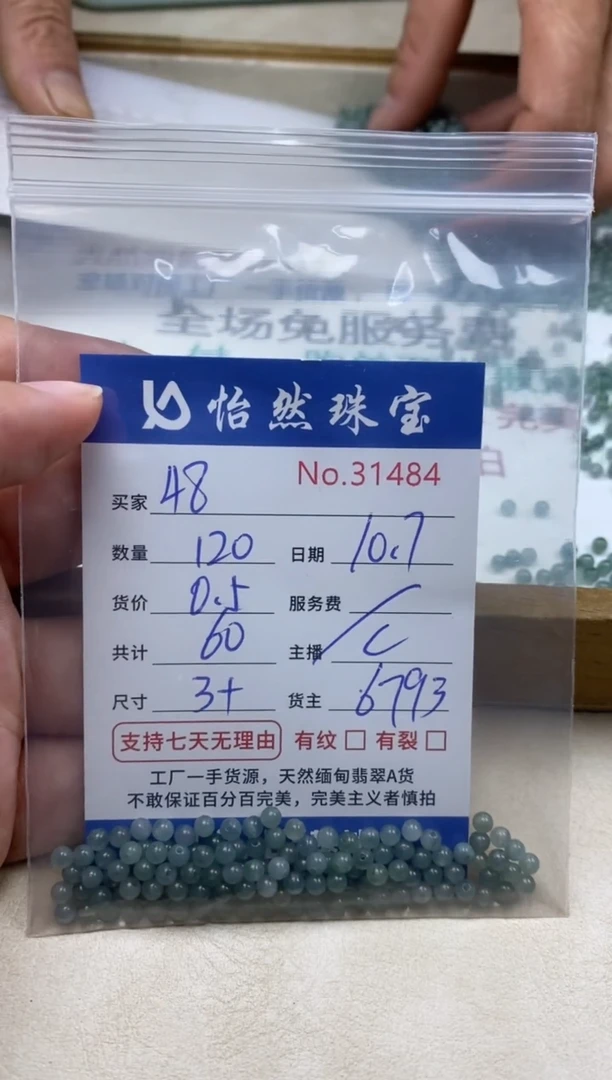 全场免服务费
怡然珠宝
No.31484
买家 48
数量 120 日期 10.7
货价 0.5 服务费 /
共计 60 主播 C
尺寸 3+ 货主 6793
支持七天无理由 有纹 □ 有裂 □
工厂一手货源，天然缅甸翡翠A货
不敢保证百分百完美，完美主义者慎拍